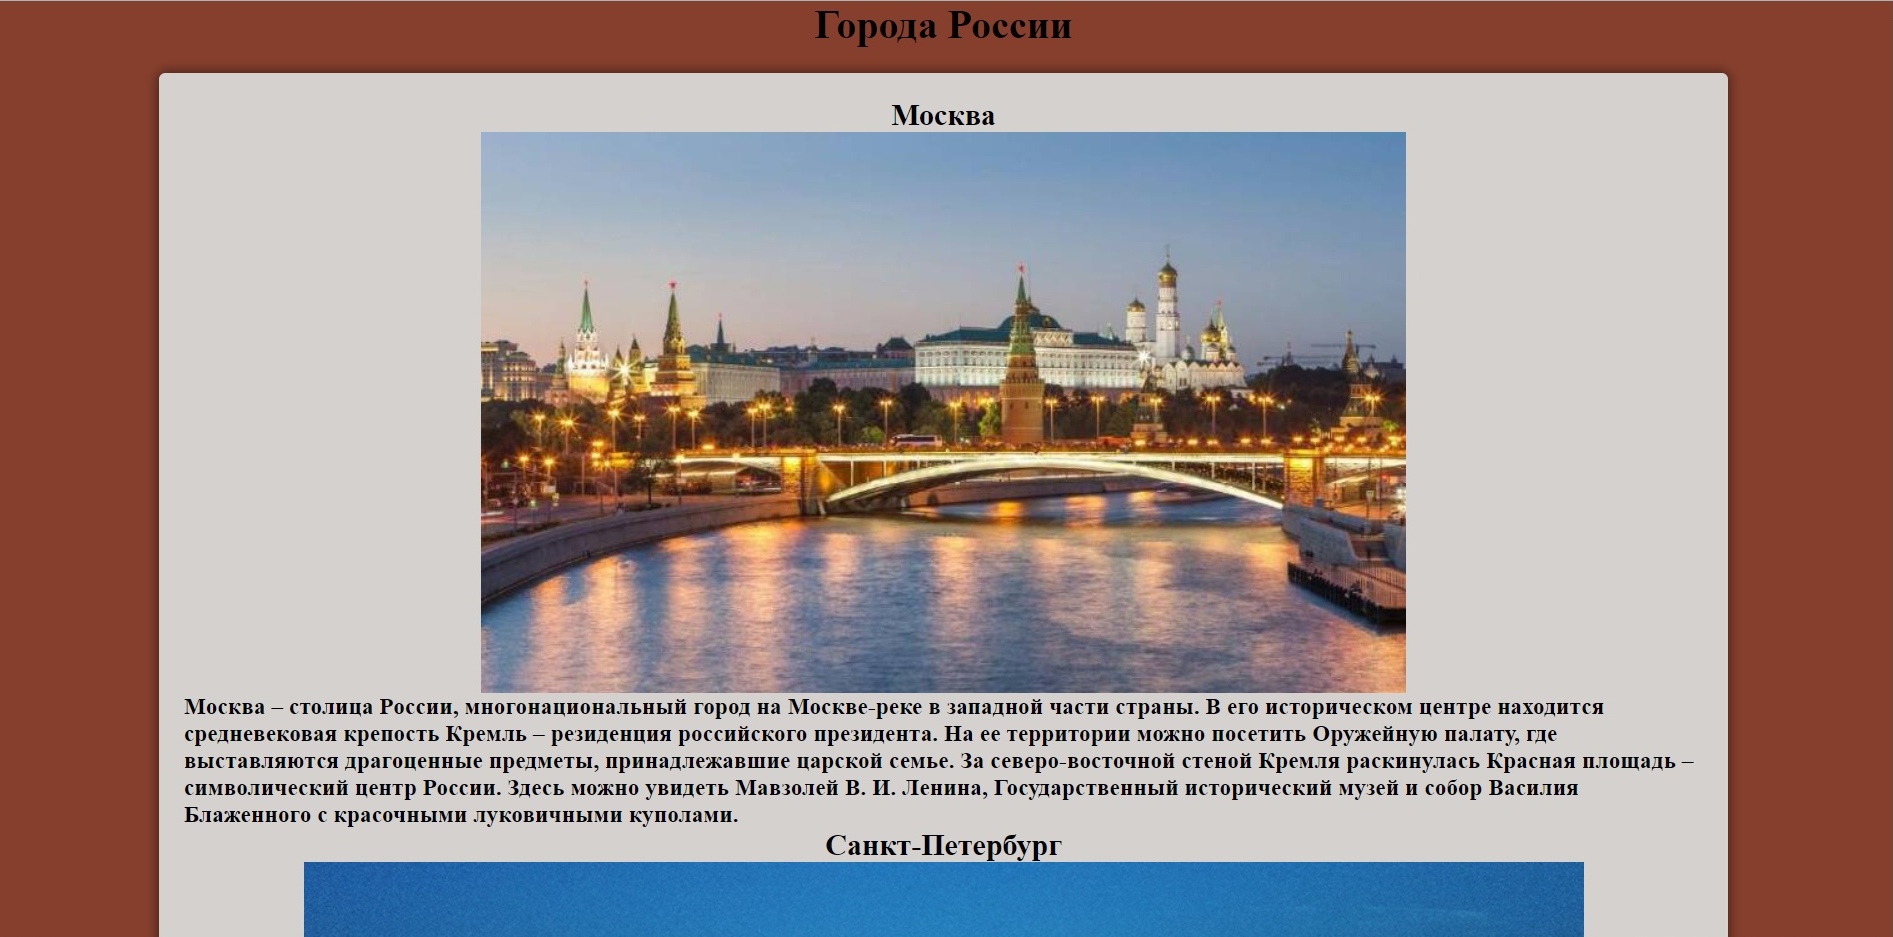 Города России
Москва
Москва – столица России, многонациональный город на Москве-реке в западной части страны. В его историческом центре находится
средневековая крепость Кремль – резиденция российского президента. На ее территории можно посетить Оружейную палату, где
выставляются драгоценные предметы, принадлежавшие царской семье. За северо-восточной стеной Кремля раскинулась Красная площадь –
символический центр России. Здесь можно увидеть Мавзолей В. И. Ленина, Государственный исторический музей и собор Василия
Блаженного с красочными луковичными куполами.
Санкт-Петербург